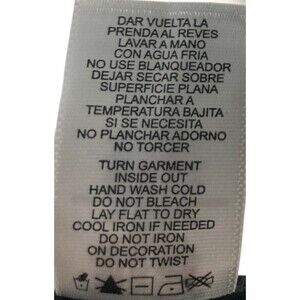 DAR VUELTA LA
PRENDA AL REVES
LAVAR A MANO
CON AGUA FRIA
NO USE BLANQUEADOR
DEJAR SECAR SOBRE
SUPERFICIE PLANA
PLANCHAR A
TEMPERATURA BAJITA
SI SE NECESITA
NO PLANCHAR ADORNO
NO TORCER
TURN GARMENT
INSIDE OUT
HAND WASH COLD
DO NOT BLEACH
LAY FLAT TO DRY
COOL IRON IF NEEDED
DO NOT IRON
ON DECORATION
DO NOT TWIST